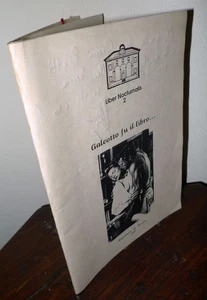 Liber Nocturnalis
2
Galeotto fu il libro...